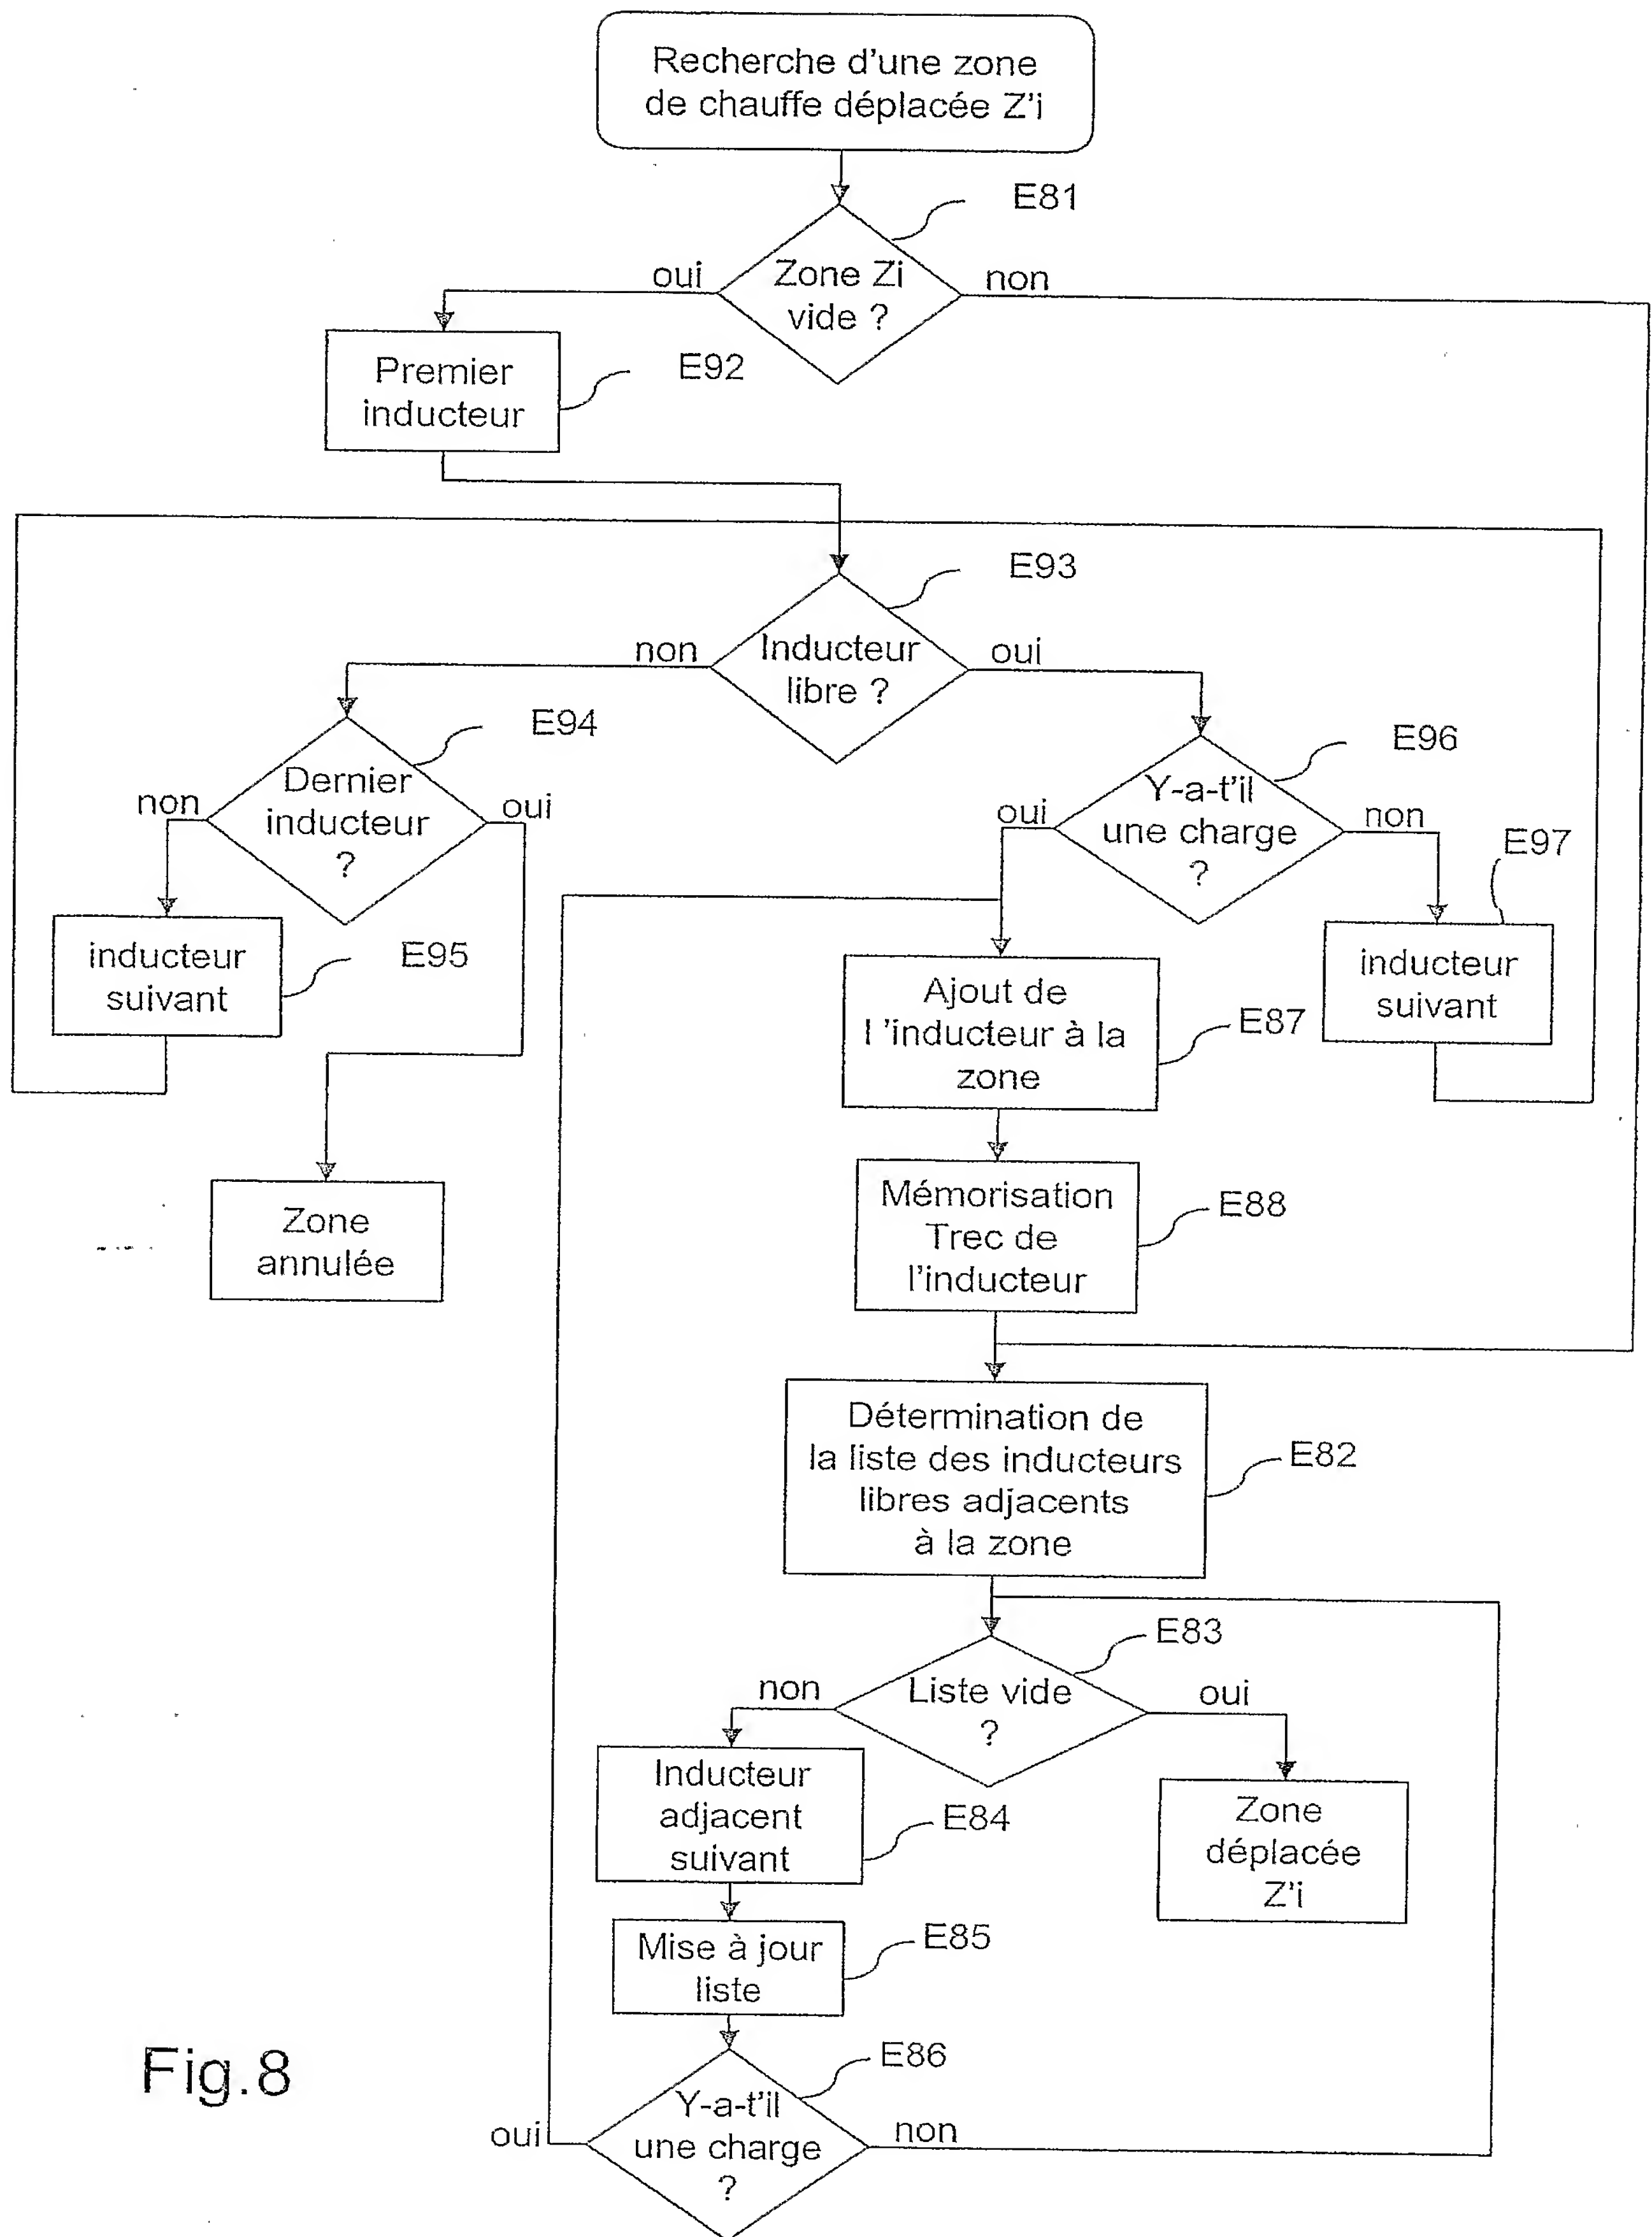 Recherche d'une zone
de chauffe déplacée Z'i
E81
oui
Zone Zi
vide ?
non
Premier
inducteur
E92
E93
non
Inducteur
libre ?
oui
E94
E96
non
Dernier
inducteur
?
oui
oui
Y-a-t'il
une charge
?
non
E97
inducteur
suivant
E95
Ajout de
l 'inducteur à la
zone
E87
inducteur
suivant
Zone
annulée
Mémorisation
Trec de
l'inducteur
E88
Détermination de
la liste des inducteurs
libres adjacents
à la zone
E82
E83
non
Liste vide
?
oui
Inducteur
adjacent
suivant
E84
Zone
déplacée
Z'i
Mise à jour
liste
E85
E86
oui
Y-a-t'il
une charge
?
non
Fig.8